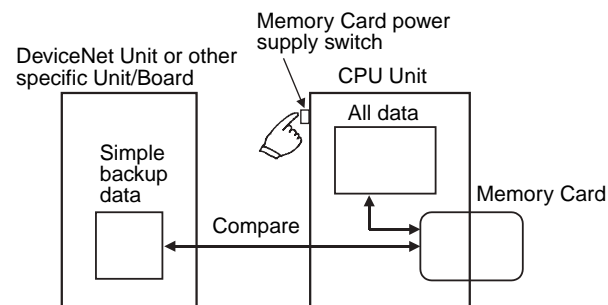 Memory Card power
supply switch
DeviceNet Unit or other
specific Unit/Board
CPU Unit
All data
Simple
backup
data
Memory Card
Compare